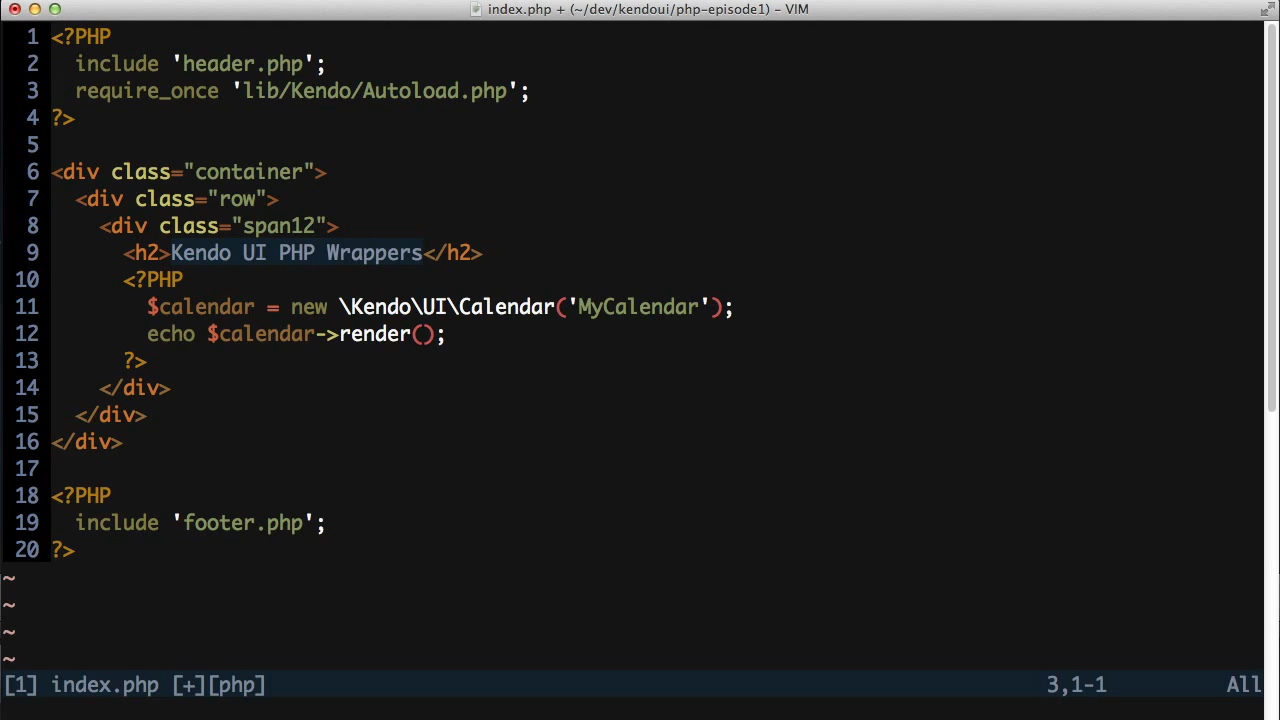 index.php + (~/dev/kendoui/php-episode1) – VIM
1 <?PHP
2   include 'header.php';
3   require_once 'lib/Kendo/Autoload.php';
4 ?>
5
6 <div class="container">
7   <div class="row">
8     <div class="span12">
9       <h2>Kendo UI PHP Wrappers</h2>
10       <?PHP
11         $calendar = new \Kendo\UI\Calendar('MyCalendar');
12         echo $calendar->render();
13       ?>
14     </div>
15   </div>
16 </div>
17
18 <?PHP
19   include 'footer.php';
20 ?>
~
~
~
~
[1] index.php [+][php] 3,1-1 All